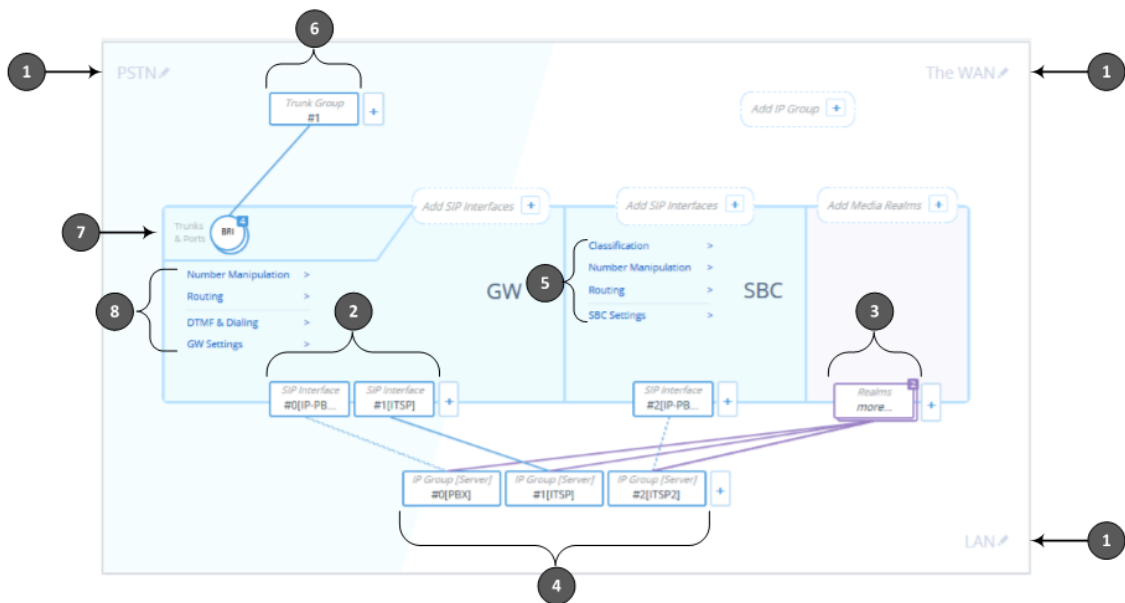 6
1
PSTN
The WAN
1
Trunk Group
#1
+
Add IP Group +
Add SIP Interfaces +
Add SIP Interfaces +
Add Media Realms +
7
Trunks
& Ports
BRI
4
Number Manipulation >
Routing >
DTMF & Dialing >
GW Settings >
8
GW
2
5
Classification >
Number Manipulation >
Routing >
SBC Settings >
SBC
3
SIP Interface
#0[IP-PB...
SIP Interface
#1[ITSP]
+
SIP Interface
#2[IP-PB...
+
2
Realms
more...
+
IP Group [Server]
#0[PBX]
IP Group [Server]
#1[ITSP]
IP Group [Server]
#2[ITSP2]
+
LAN
1
4